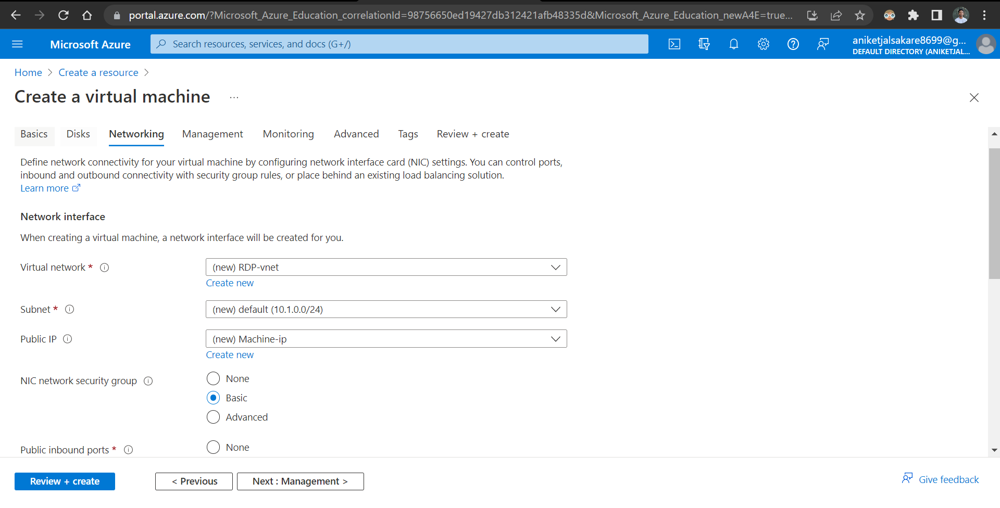 portal.azure.com/?Microsoft_Azure_Education_correlationId=98756650ed19427db312421afb48335d&Microsoft_Azure_Education_newA4E=true...
Microsoft Azure
Search resources, services, and docs (G+/)
aniketjalsakare8699@g...
DEFAULT DIRECTORY (ANIKETJAL...
Home > Create a resource >
Create a virtual machine ...
Basics Disks Networking Management Monitoring Advanced Tags Review + create
Define network connectivity for your virtual machine by configuring network interface card (NIC) settings. You can control ports,
inbound and outbound connectivity with security group rules, or place behind an existing load balancing solution.
Learn more
Network interface
When creating a virtual machine, a network interface will be created for you.
Virtual network *
(new) RDP-vnet
Create new
Subnet *
(new) default (10.1.0.0/24)
Public IP
(new) Machine-ip
Create new
NIC network security group
None
Basic
Advanced
Public inbound ports *
None
Review + create
< Previous
Next : Management >
Give feedback